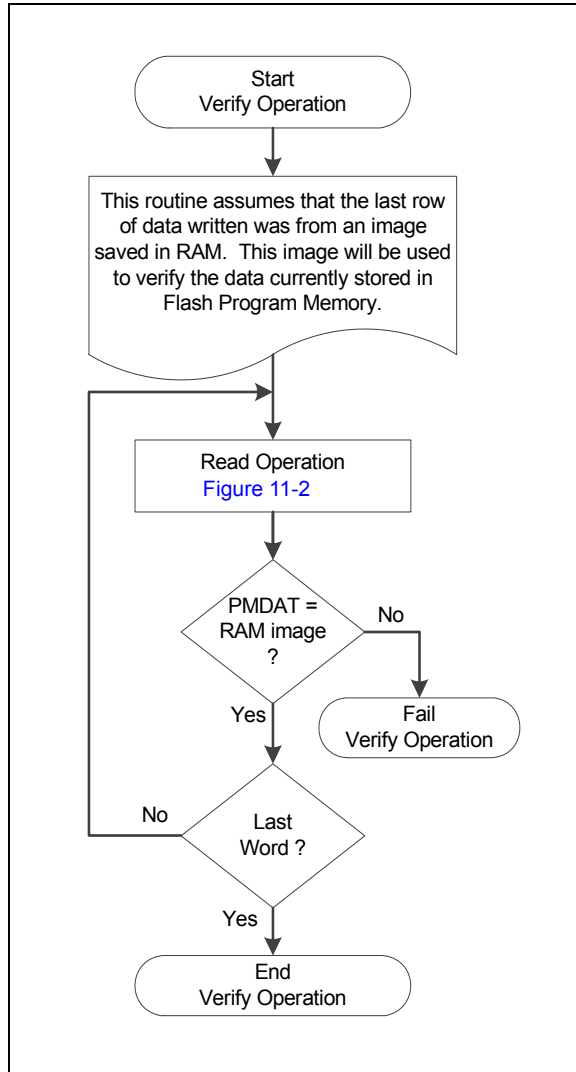 Start
Verify Operation
This routine assumes that the last row
of data written was from an image
saved in RAM. This image will be used
to verify the data currently stored in
Flash Program Memory.
Read Operation
Figure 11-2
PMDAT =
RAM image
?
No
Yes
Fail
Verify Operation
No
Last
Word ?
Yes
End
Verify Operation